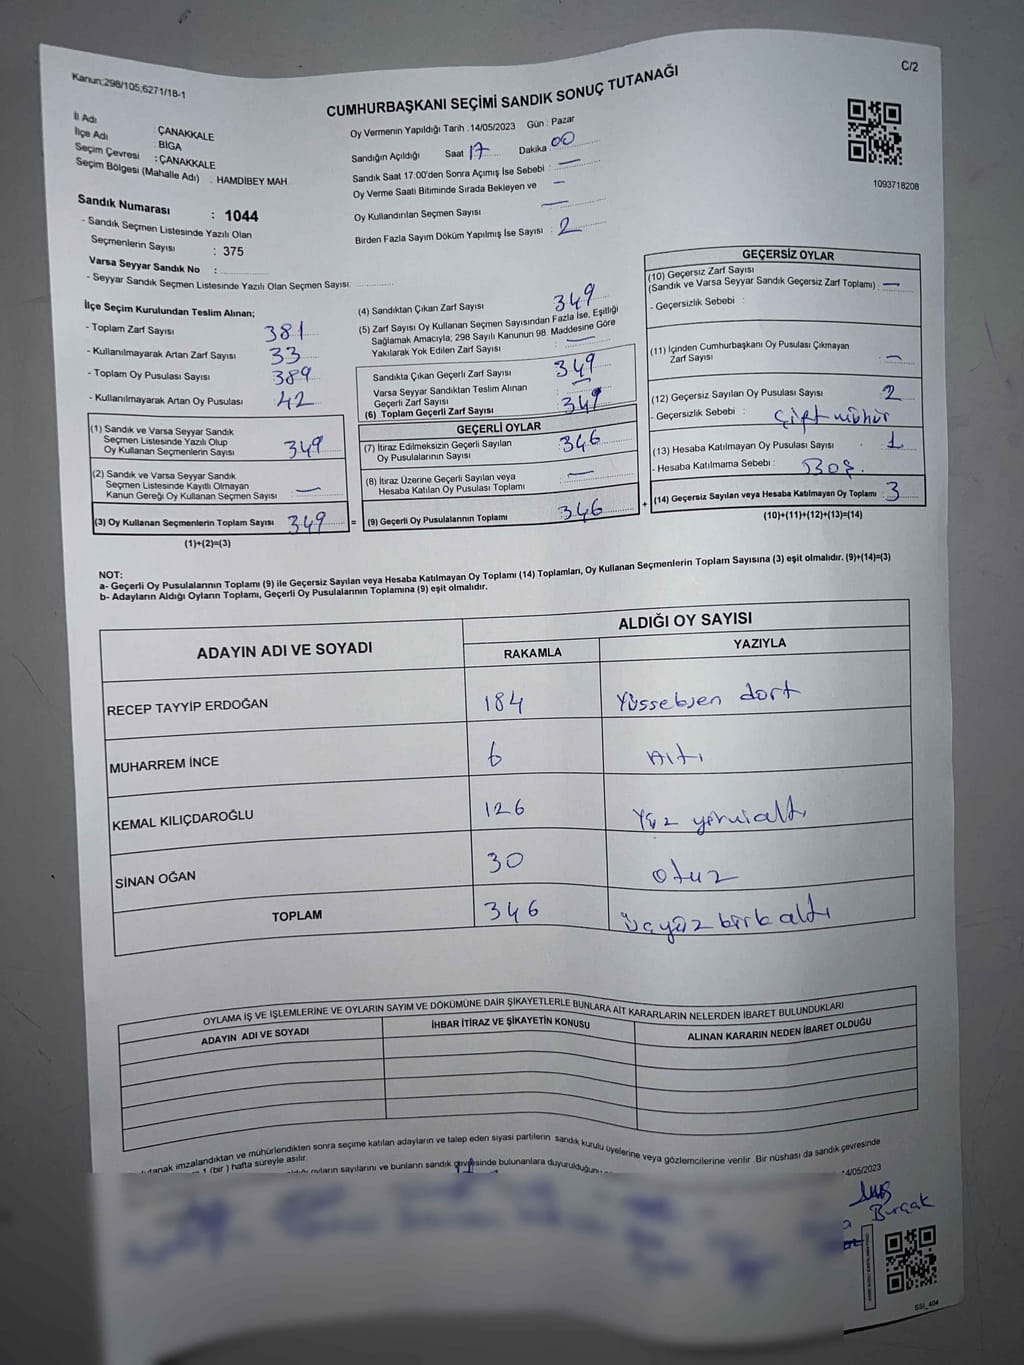 Kanun;298/105;6271/18-1
C/2
CUMHURBAŞKANI SEÇİMİ SANDIK SONUÇ TUTANAĞI
İl Adı : ÇANAKKALE
İlçe Adı : BİGA
Seçim Çevresi : ÇANAKKALE
Seçim Bölgesi (Mahalle Adı) : HAMDİBEY MAH
Oy Vermenin Yapıldığı Tarih :14/05/2023 Gün : Pazar
Sandığın Açıldığı Saat 17 Dakika 00
Sandık Saat 17:00'den Sonra Açımış İse Sebebi : —
Oy Verme Saati Bitiminde Sırada Bekleyen ve —
Oy Kullandırılan Seçmen Sayısı —
Birden Fazla Sayım Döküm Yapılmış İse Sayısı : 2
1093718208
Sandık Numarası : 1044
- Sandık Seçmen Listesinde Yazılı Olan
Seçmenlerin Sayısı : 375
Varsa Seyyar Sandık No :
- Seyyar Sandık Seçmen Listesinde Yazılı Olan Seçmen Sayısı:
İlçe Seçim Kurulundan Teslim Alınan;
- Toplam Zarf Sayısı 381
- Kullanılmayarak Artan Zarf Sayısı 33
- Toplam Oy Pusulası Sayısı 389
- Kullanılmayarak Artan Oy Pusulası 42
(1) Sandık ve Varsa Seyyar Sandık
Seçmen Listesinde Yazılı Olup
Oy Kullanan Seçmenlerin Sayısı 349
(2) Sandık ve Varsa Seyyar Sandık
Seçmen Listesinde Kayıtlı Olmayan
Kanun Gereği Oy Kullanan Seçmen Sayısı —
(3) Oy Kullanan Seçmenlerin Toplam Sayısı 349 =
(1)+(2)=(3)
(4) Sandıktan Çıkan Zarf Sayısı 349
(5) Zarf Sayısı Oy Kullanan Seçmen Sayısından Fazla İse, Eşitliği
Sağlamak Amacıyla; 298 Sayılı Kanunun 98. Maddesine Göre
Yakılarak Yok Edilen Zarf Sayısı —
Sandıkta Çıkan Geçerli Zarf Sayısı 349
Varsa Seyyar Sandıktan Teslim Alınan
Geçerli Zarf Sayısı —
(6) Toplam Geçerli Zarf Sayısı 349
GEÇERLİ OYLAR
(7) İtiraz Edilmeksizin Geçerli Sayılan
Oy Pusulalarının Sayısı 346
(8) İtiraz Üzerine Geçerli Sayılan veya
Hesaba Katılan Oy Pusulası Toplamı —
(9) Geçerli Oy Pusulalarının Toplamı 346 +
GEÇERSİZ OYLAR
(10) Geçersiz Zarf Sayısı
(Sandık ve Varsa Seyyar Sandık Geçersiz Zarf Toplamı) : —
- Geçersizlik Sebebi :
(11) İçinden Cumhurbaşkanı Oy Pusulası Çıkmayan
Zarf Sayısı —
(12) Geçersiz Sayılan Oy Pusulası Sayısı 2
- Geçersizlik Sebebi : Çift mühür
(13) Hesaba Katılmayan Oy Pusulası Sayısı . 1
- Hesaba Katılmama Sebebi :
(14) Geçersiz Sayılan veya Hesaba Katılmayan Oy Toplamı 3
(10)+(11)+(12)+(13)=(14)
NOT:
a- Geçerli Oy Pusulalarının Toplamı (9) ile Geçersiz Sayılan veya Hesaba Katılmayan Oy Toplamı (14) Toplamları, Oy Kullanan Seçmenlerin Toplam Sayısına (3) eşit olmalıdır. (9)+(14)=(3)
b- Adayların Aldığı Oyların Toplamı, Geçerli Oy Pusulalarının Toplamına (9) eşit olmalıdır.
ADAYIN ADI VE SOYADI
ALDIĞI OY SAYISI
RAKAMLA YAZIYLA
RECEP TAYYİP ERDOĞAN 184 Yüsseksen dört
MUHARREM İNCE 6 Altı
KEMAL KILIÇDAROĞLU 126 Yüz yirmialtı
SİNAN OĞAN 30 otuz
TOPLAM 346 Üçyüz kırk altı
OYLAMA İŞ VE İŞLEMLERİNE VE OYLARIN SAYIM VE DÖKÜMÜNE DAİR ŞİKAYETLERLE BUNLARA AİT KARARLARIN NELERDEN İBARET BULUNDUKLARI
ADAYIN ADI VE SOYADI İHBAR İTİRAZ VE ŞİKAYETİN KONUSU ALINAN KARARIN NEDEN İBARET OLDUĞU
imzalandıktan ve mühürlendikten sonra seçime katılan adayların ve talep eden siyasi partilerin sandık kurulu üyelerine veya gözlemcilerine verilir .Bir nüshası da sandık çevresinde
(bir ) hafta süreyle asılır.
oyların sayılarını ve bunların sandık çevresinde bulunanlara duyurulduğunu
14/05/2023
Burçak
SSI_404